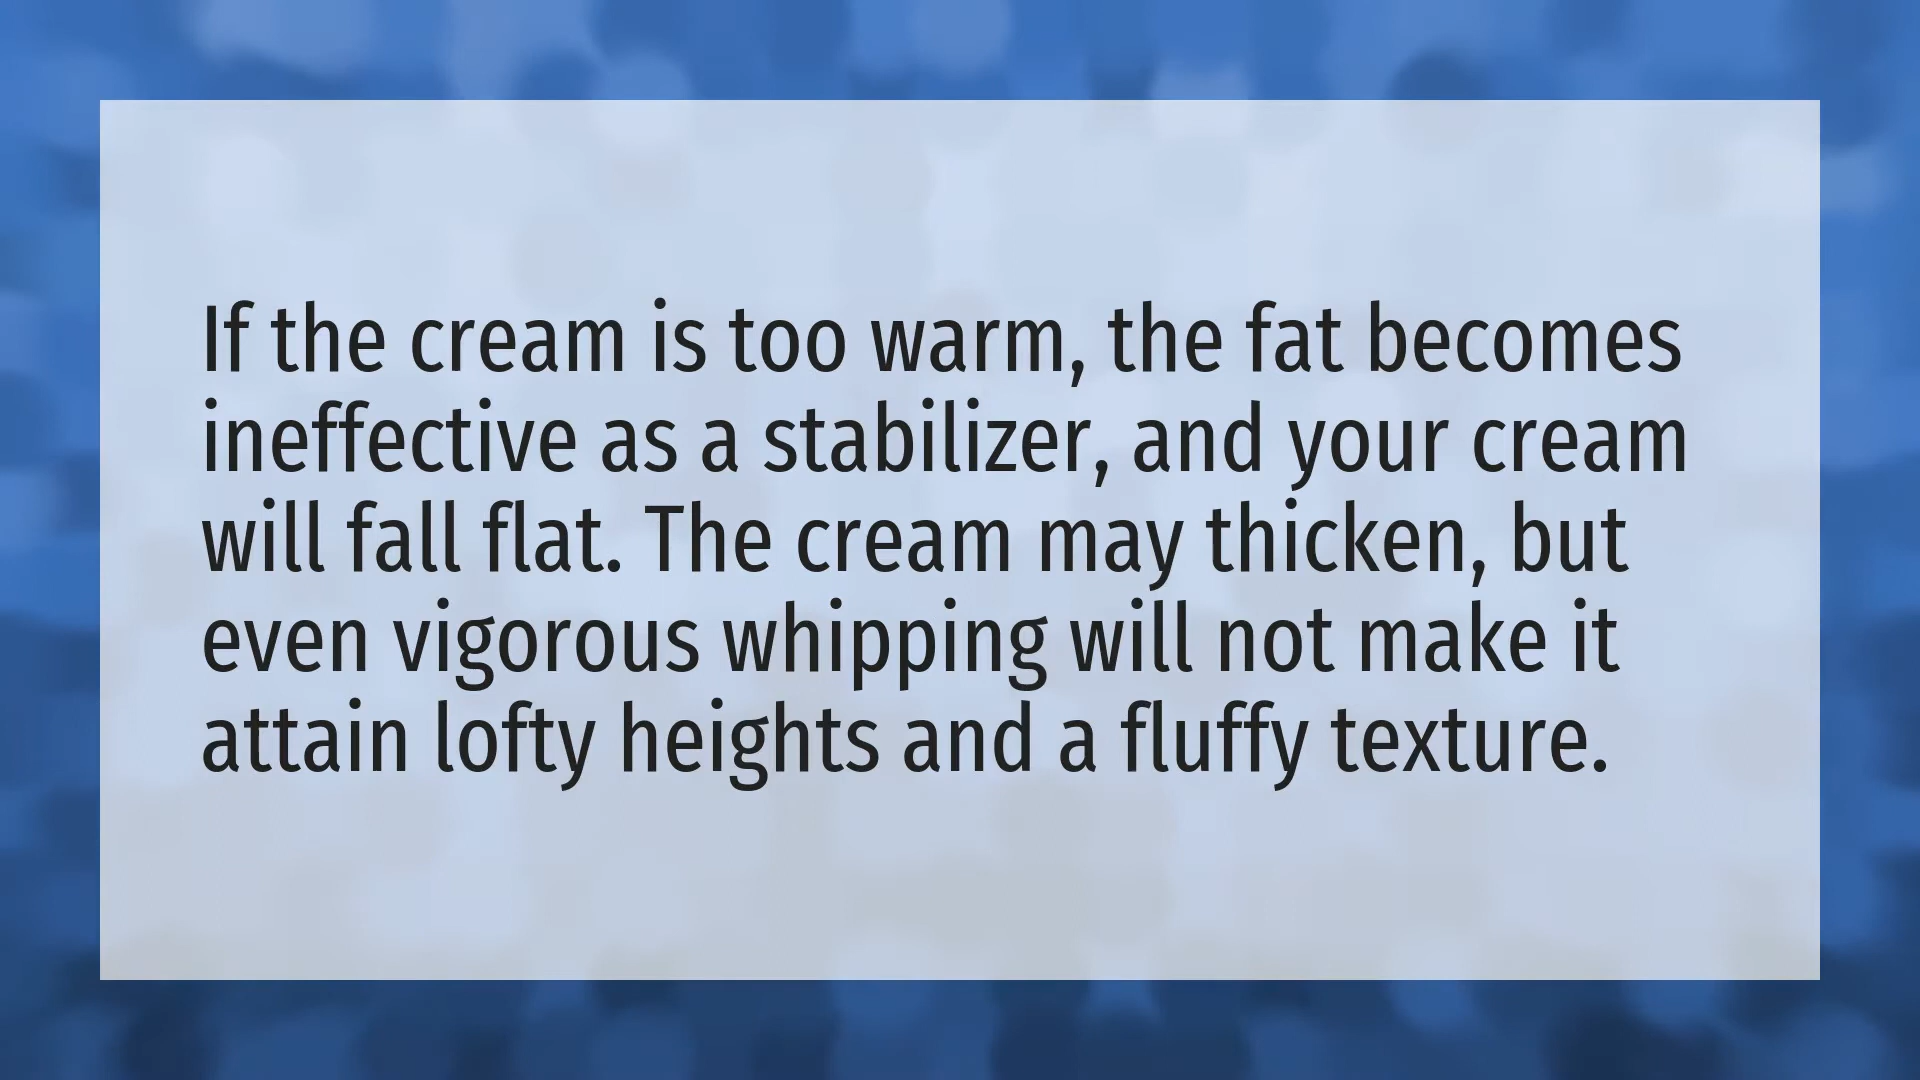 If the cream is too warm, the fat becomes
ineffective as a stabilizer, and your cream
will fall flat. The cream may thicken, but
even vigorous whipping will not make it
attain lofty heights and a fluffy texture.